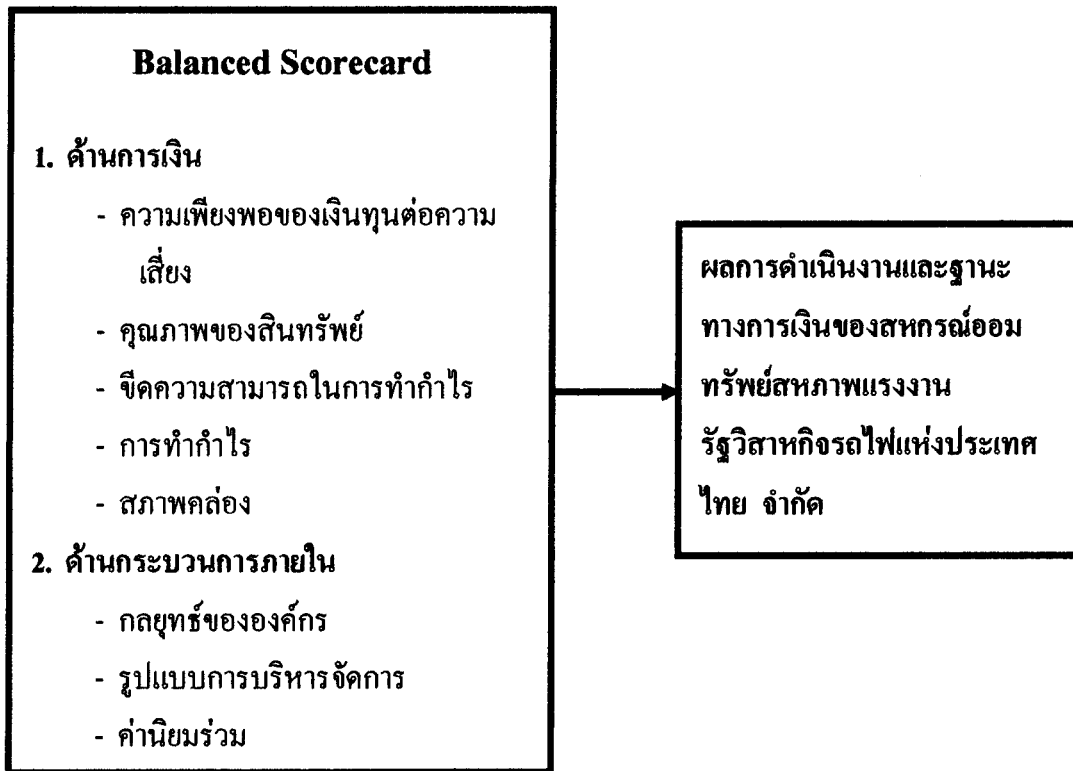 Balanced Scorecard
1. ด้านการเงิน
- ความเพียงพอของเงินทุนต่อความ
เสี่ยง
- คุณภาพของสินทรัพย์
- ขีดความสามารถในการทำกำไร
- การทำกำไร
- สภาพคล่อง
2. ด้านกระบวนการภายใน
- กลยุทธ์ขององค์กร
- รูปแบบการบริหารจัดการ
- ค่านิยมร่วม
ผลการดำเนินงานและฐานะ
ทางการเงินของสหกรณ์ออม
ทรัพย์สหภาพแรงงาน
รัฐวิสาหกิจรถไฟแห่งประเทศ
ไทย จำกัด